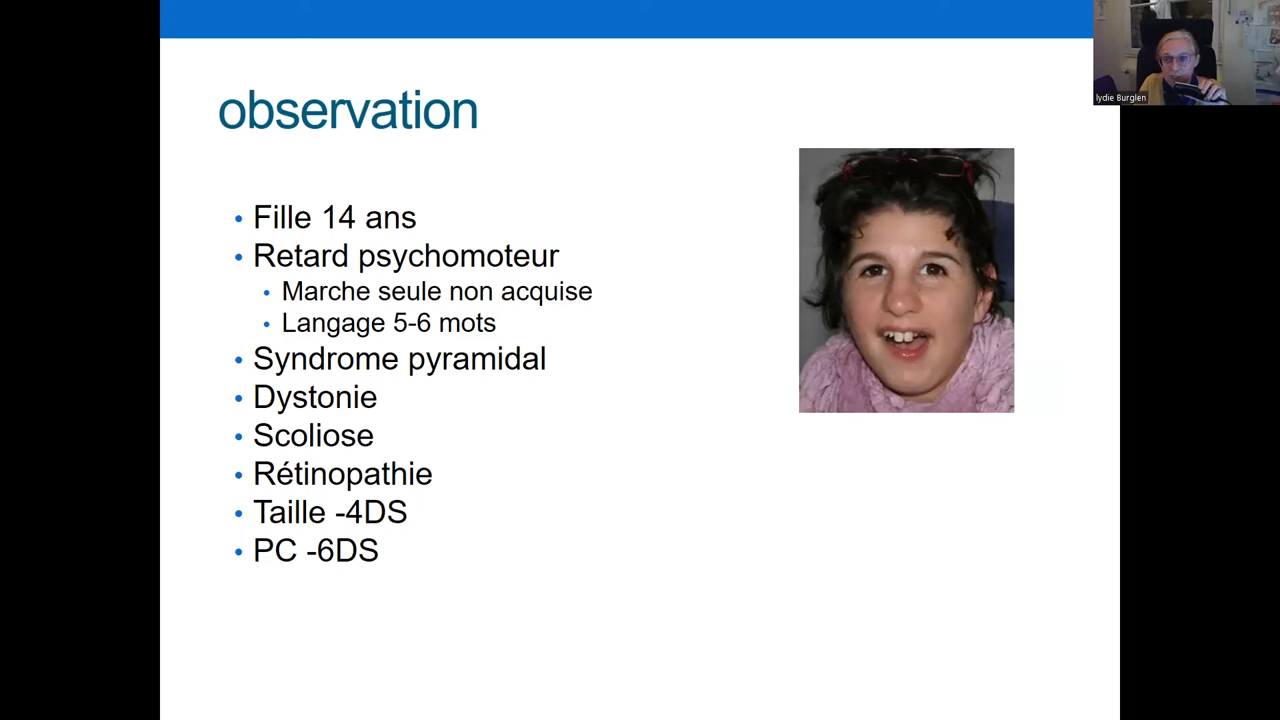 lydie Burglen
observation
• Fille 14 ans
• Retard psychomoteur
• Marche seule non acquise
• Langage 5-6 mots
• Syndrome pyramidal
• Dystonie
• Scoliose
• Rétinopathie
• Taille -4DS
• PC -6DS